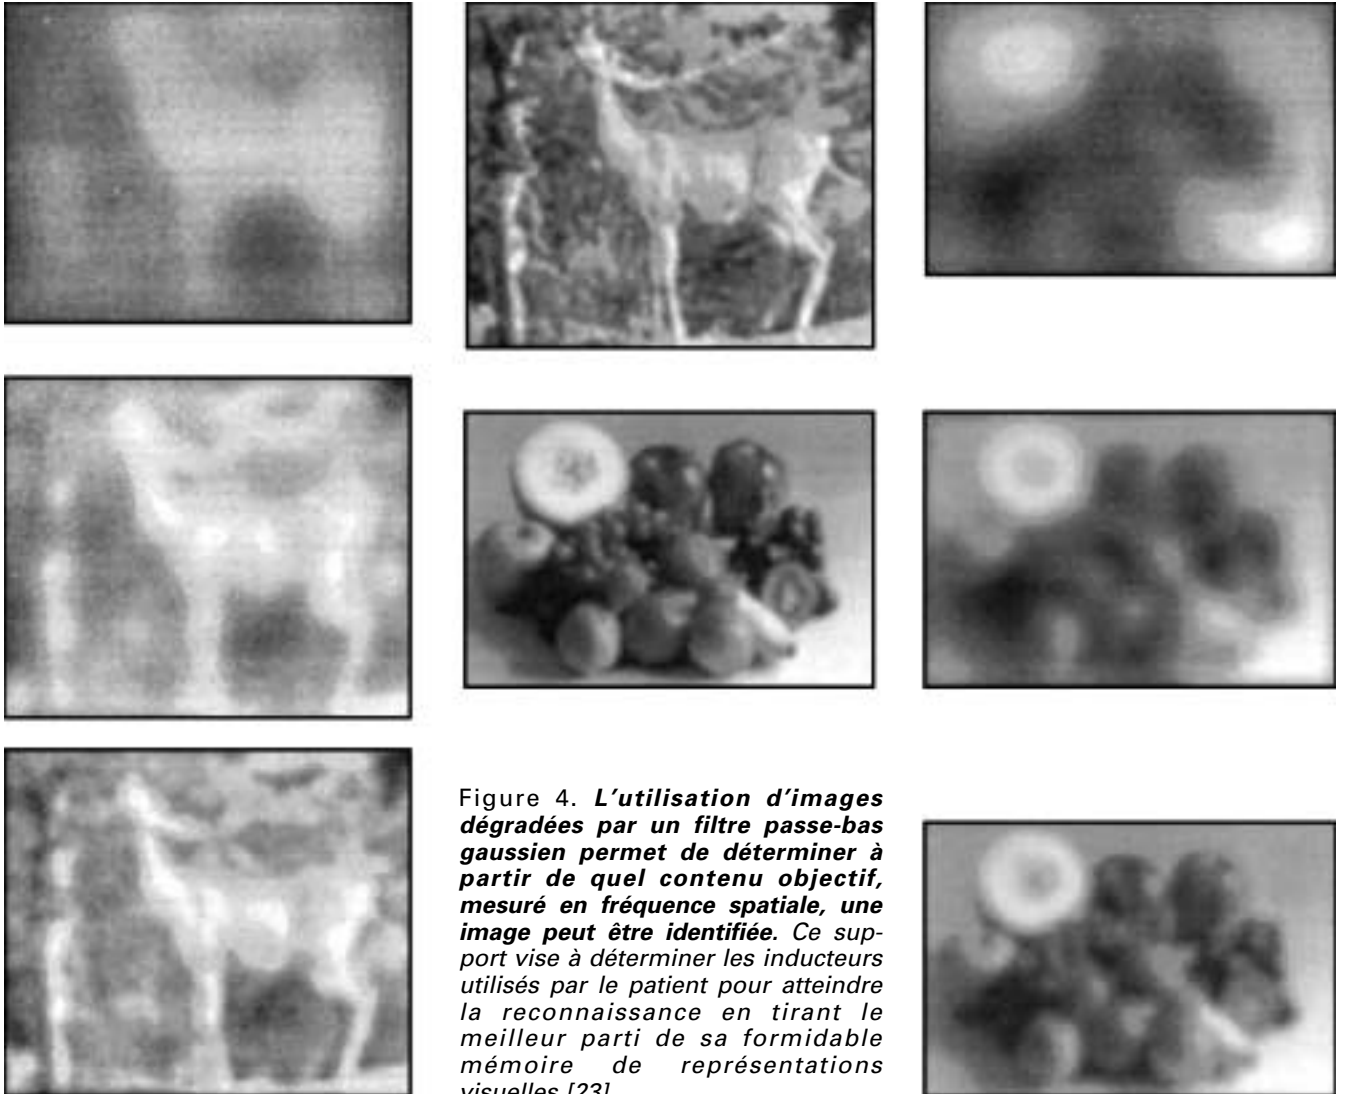 Figure 4. L'utilisation d'images
dégradées par un filtre passe-bas
gaussien permet de déterminer à
partir de quel contenu objectif,
mesuré en fréquence spatiale, une
image peut être identifiée. Ce sup-
port vise à déterminer les inducteurs
utilisés par le patient pour atteindre
la reconnaissance en tirant le
meilleur parti de sa formidable
mémoire de représentations
visuelles [23].